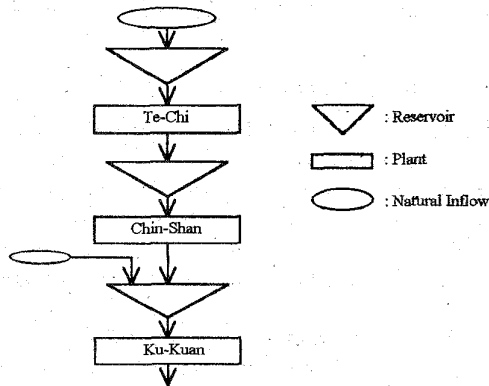 Te-Chi
: Reservoir
: Plant
: Natural Inflow
Chin-Shan
Ku-Kuan